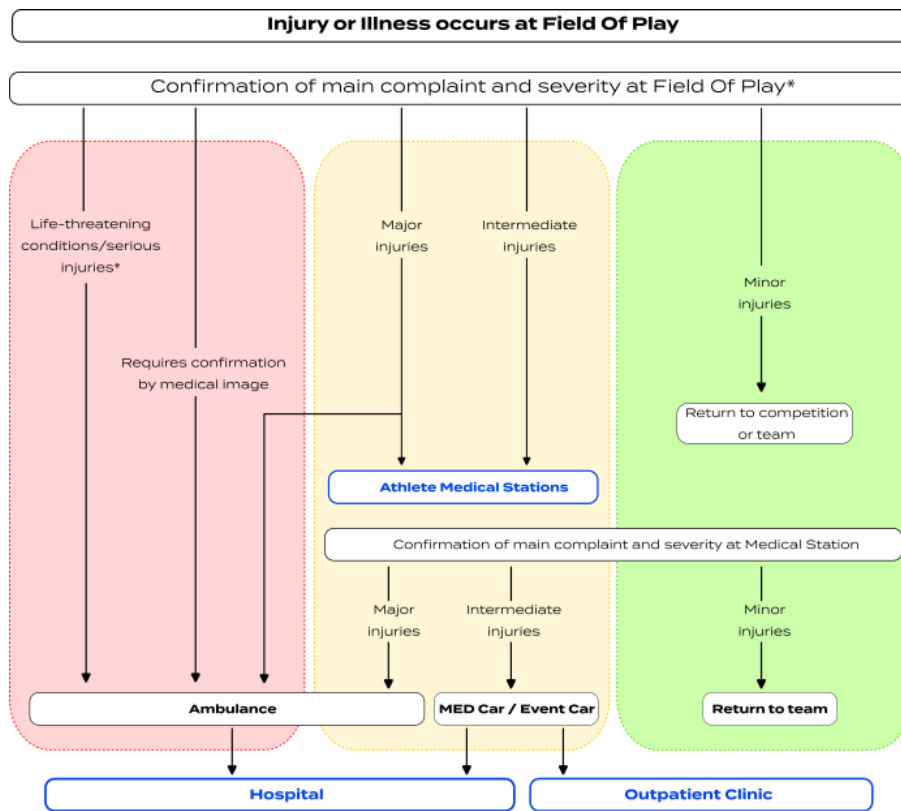 Injury or Illness occurs at Field Of Play
Confirmation of main complaint and severity at Field Of Play*
Life-threatening
conditions/serious
injuries*
Major
injuries
Intermediate
injuries
Minor
injuries
Requires confirmation
by medical image
Return to competition
or team
Athlete Medical Stations
Confirmation of main complaint and severity at Medical Station
Major
injuries
Intermediate
injuries
Minor
injuries
Ambulance
MED Car / Event Car
Return to team
Hospital
Outpatient Clinic